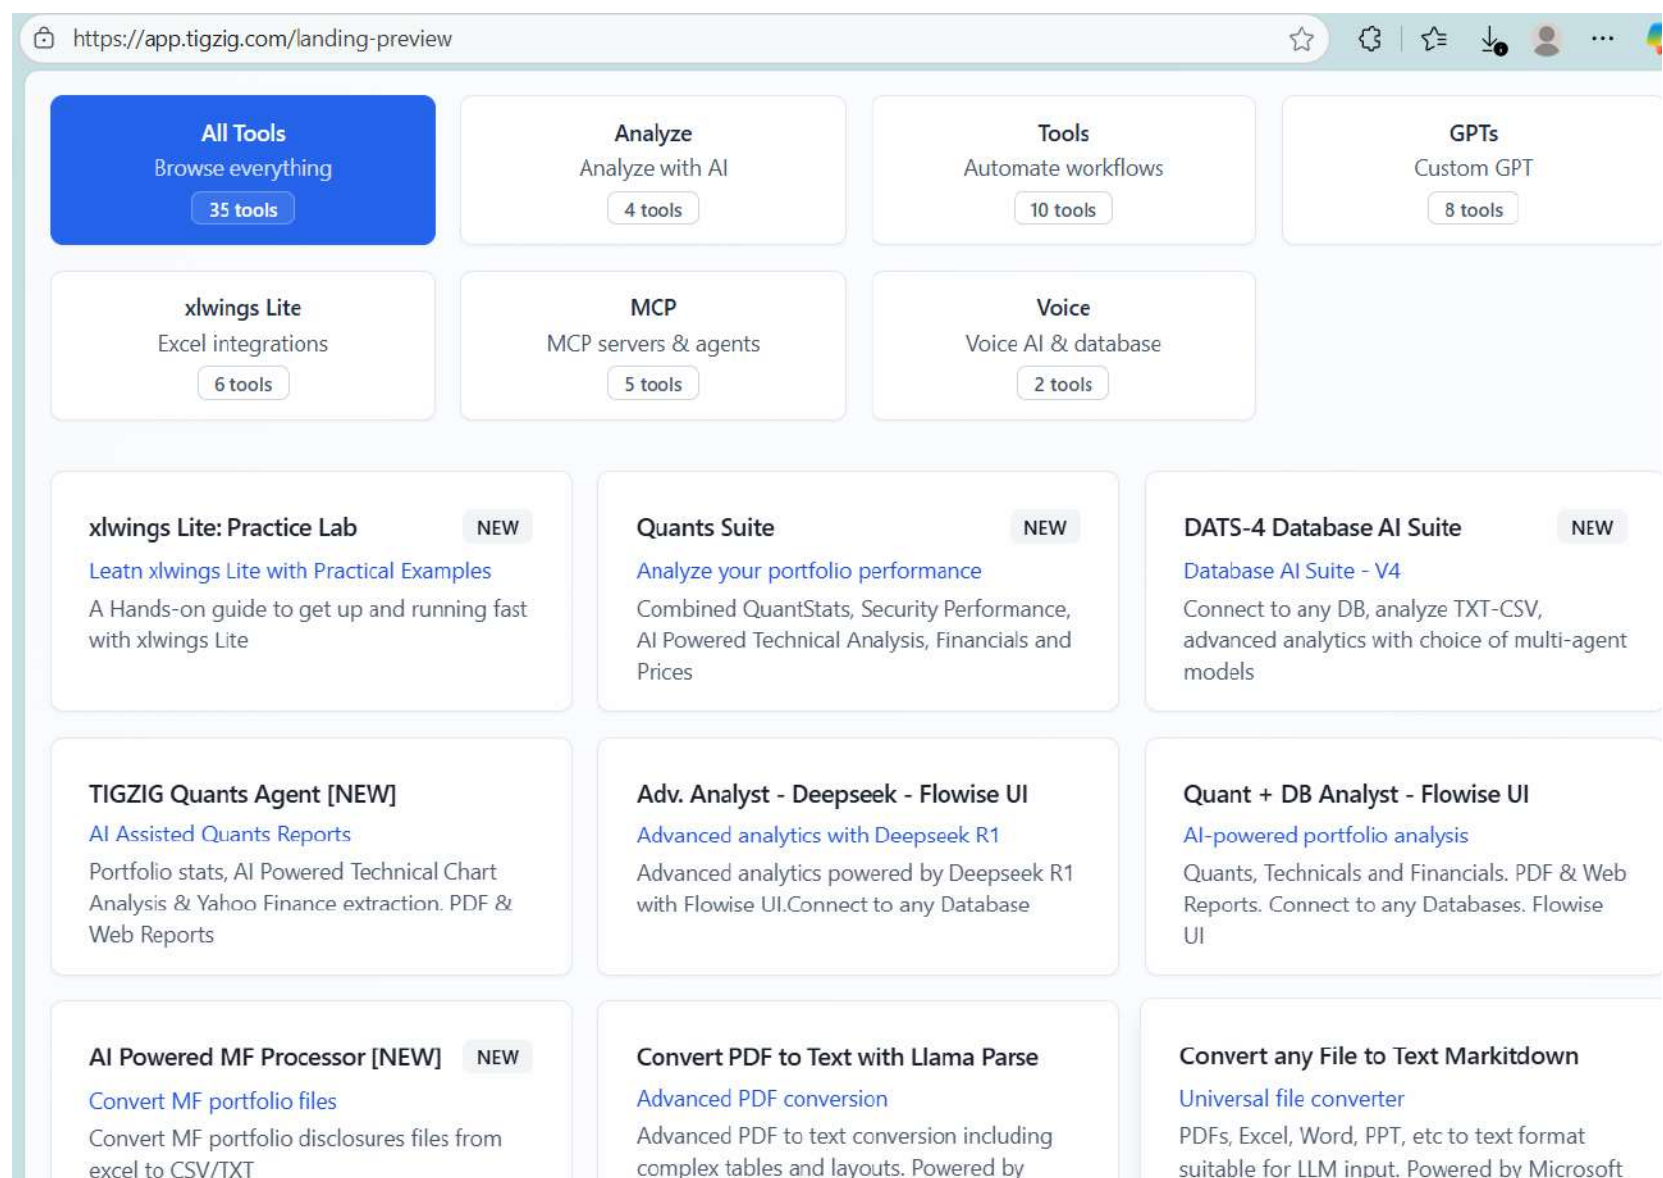 https://app.tigzig.com/landing-preview
All Tools
Browse everything
35 tools
Analyze
Analyze with AI
4 tools
Tools
Automate workflows
10 tools
GPTs
Custom GPT
8 tools
xlwings Lite
Excel integrations
6 tools
MCP
MCP servers & agents
5 tools
Voice
Voice AI & database
2 tools
xlwings Lite: Practice Lab
NEW
Leatn xlwings Lite with Practical Examples
A Hands-on guide to get up and running fast
with xlwings Lite
Quants Suite
NEW
Analyze your portfolio performance
Combined QuantStats, Security Performance,
AI Powered Technical Analysis, Financials and
Prices
DATS-4 Database AI Suite
NEW
Database AI Suite - V4
Connect to any DB, analyze TXT-CSV,
advanced analytics with choice of multi-agent
models
TIGZIG Quants Agent [NEW]
AI Assisted Quants Reports
Portfolio stats, AI Powered Technical Chart
Analysis & Yahoo Finance extraction. PDF &
Web Reports
Adv. Analyst - Deepseek - Flowise UI
Advanced analytics with Deepseek R1
Advanced analytics powered by Deepseek R1
with Flowise UI.Connect to any Database
Quant + DB Analyst - Flowise UI
AI-powered portfolio analysis
Quants, Technicals and Financials. PDF & Web
Reports. Connect to any Databases. Flowise
UI
AI Powered MF Processor [NEW]
NEW
Convert MF portfolio files
Convert MF portfolio disclosures files from
excel to CSV/TXT
Convert PDF to Text with Llama Parse
Advanced PDF conversion
Advanced PDF to text conversion including
complex tables and layouts. Powered by
Convert any File to Text Markitdown
Universal file converter
PDFs, Excel, Word, PPT, etc to text format
suitable for LLM input. Powered by Microsoft